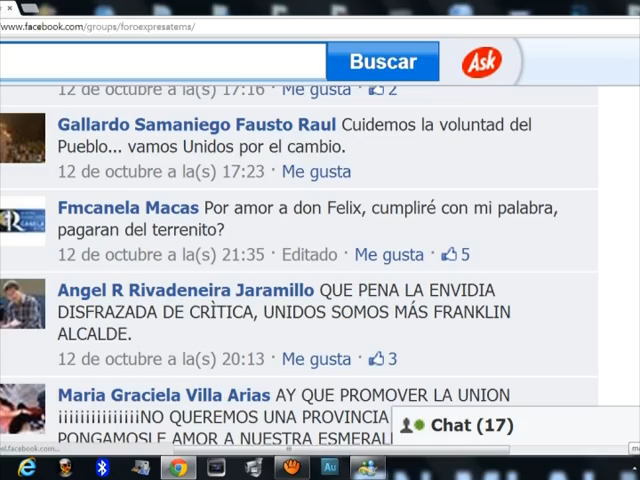 www.facebook.com/groups/foroexpresatems/
Buscar
Ask
12 de octubre a la(s) 17:16 · Me gusta · 2
Gallardo Samaniego Fausto Raul Cuidemos la voluntad del
Pueblo... vamos Unidos por el cambio.
12 de octubre a la(s) 17:23 · Me gusta
Fmcanela Macas Por amor a don Felix, cumpliré con mi palabra,
pagaran del terrenito?
12 de octubre a la(s) 21:35 · Editado · Me gusta · 5
Angel R Rivadeneira Jaramillo QUE PENA LA ENVIDIA
DISFRAZADA DE CRÌTICA, UNIDOS SOMOS MÁS FRANKLIN
ALCALDE.
12 de octubre a la(s) 20:13 · Me gusta · 3
Maria Graciela Villa Arias AY QUE PROMOVER LA UNION
¡¡¡¡¡¡¡¡¡¡¡¡¡¡NO QUEREMOS UNA PROVINCIA
PONGAMOSLE AMOR A NUESTRA ESMERAL
Chat (17)
Au